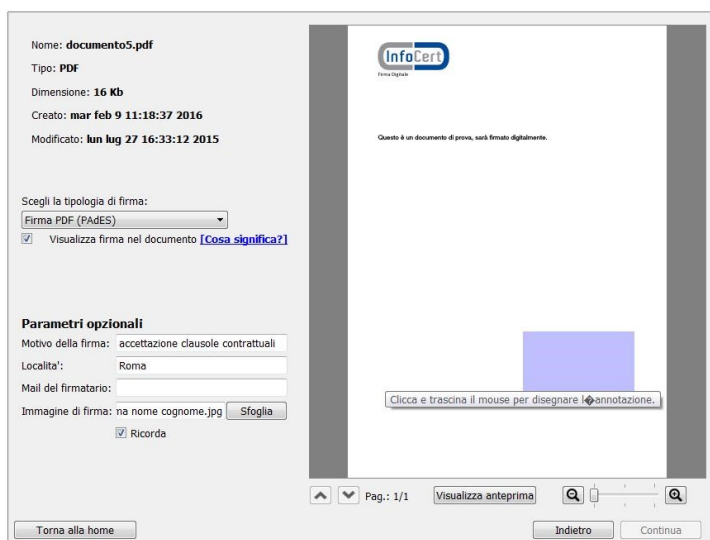 Nome: documento5.pdf
Tipo: PDF
Dimensione: 16 Kb
Creato: mar feb 9 11:18:37 2016
Modificato: lun lug 27 16:33:12 2015
Scegli la tipologia di firma:
Firma PDF (PAdES)
Visualizza firma nel documento [Cosa significa?]
Parametri opzionali
Motivo della firma: accettazione clausole contrattuali
Localita': Roma
Mail del firmatario:
Immagine di firma: na nome cognome.jpg Sfoglia
Ricorda
InfoCert
Firma Digitale
Questo è un documento di prova, sarà firmato digitalmente.
Clicca e trascina il mouse per disegnare l�annotazione.
Pag.: 1/1 Visualizza anteprima
Torna alla home Indietro Continua